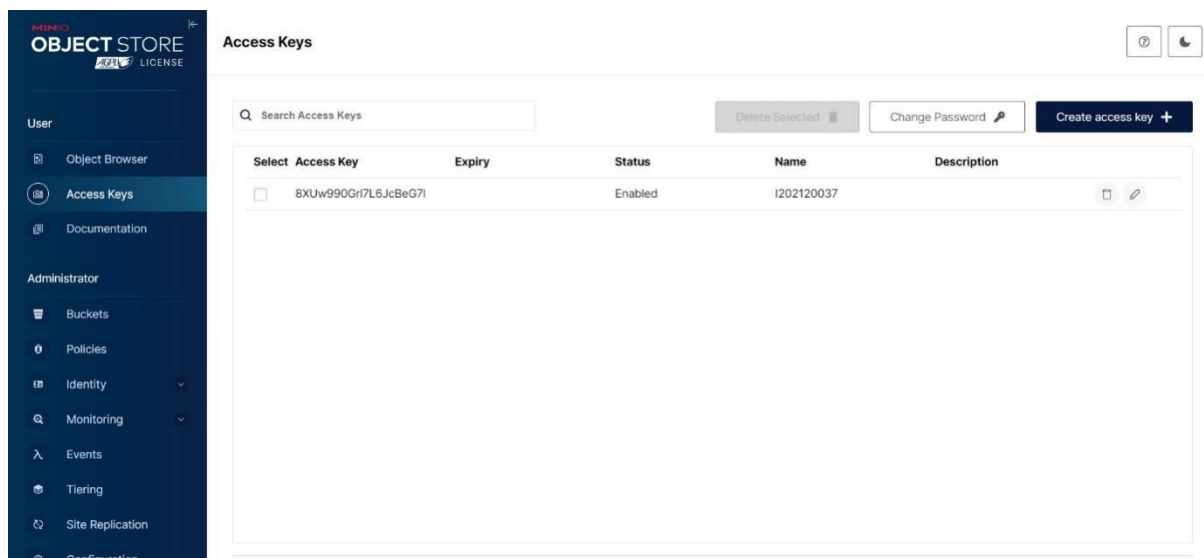 MINIO
OBJECT STORE
AGPLv3 LICENSE
User
Object Browser
Access Keys
Documentation
Administrator
Buckets
Policies
Identity
Monitoring
Events
Tiering
Site Replication
Configuration
Access Keys
Search Access Keys
Delete Selected
Change Password
Create access key
Select Access Key Expiry Status Name Description
8XUw990GrI7L6JcBeG7I Enabled I202120037